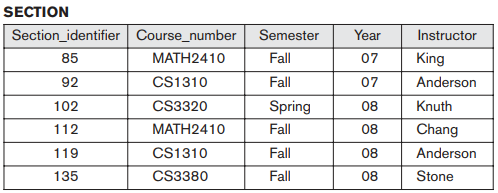 SECTION
Section_identifier Course_number Semester Year Instructor
85 MATH2410 Fall 07 King
92 CS1310 Fall 07 Anderson
102 CS3320 Spring 08 Knuth
112 MATH2410 Fall 08 Chang
119 CS1310 Fall 08 Anderson
135 CS3380 Fall 08 Stone